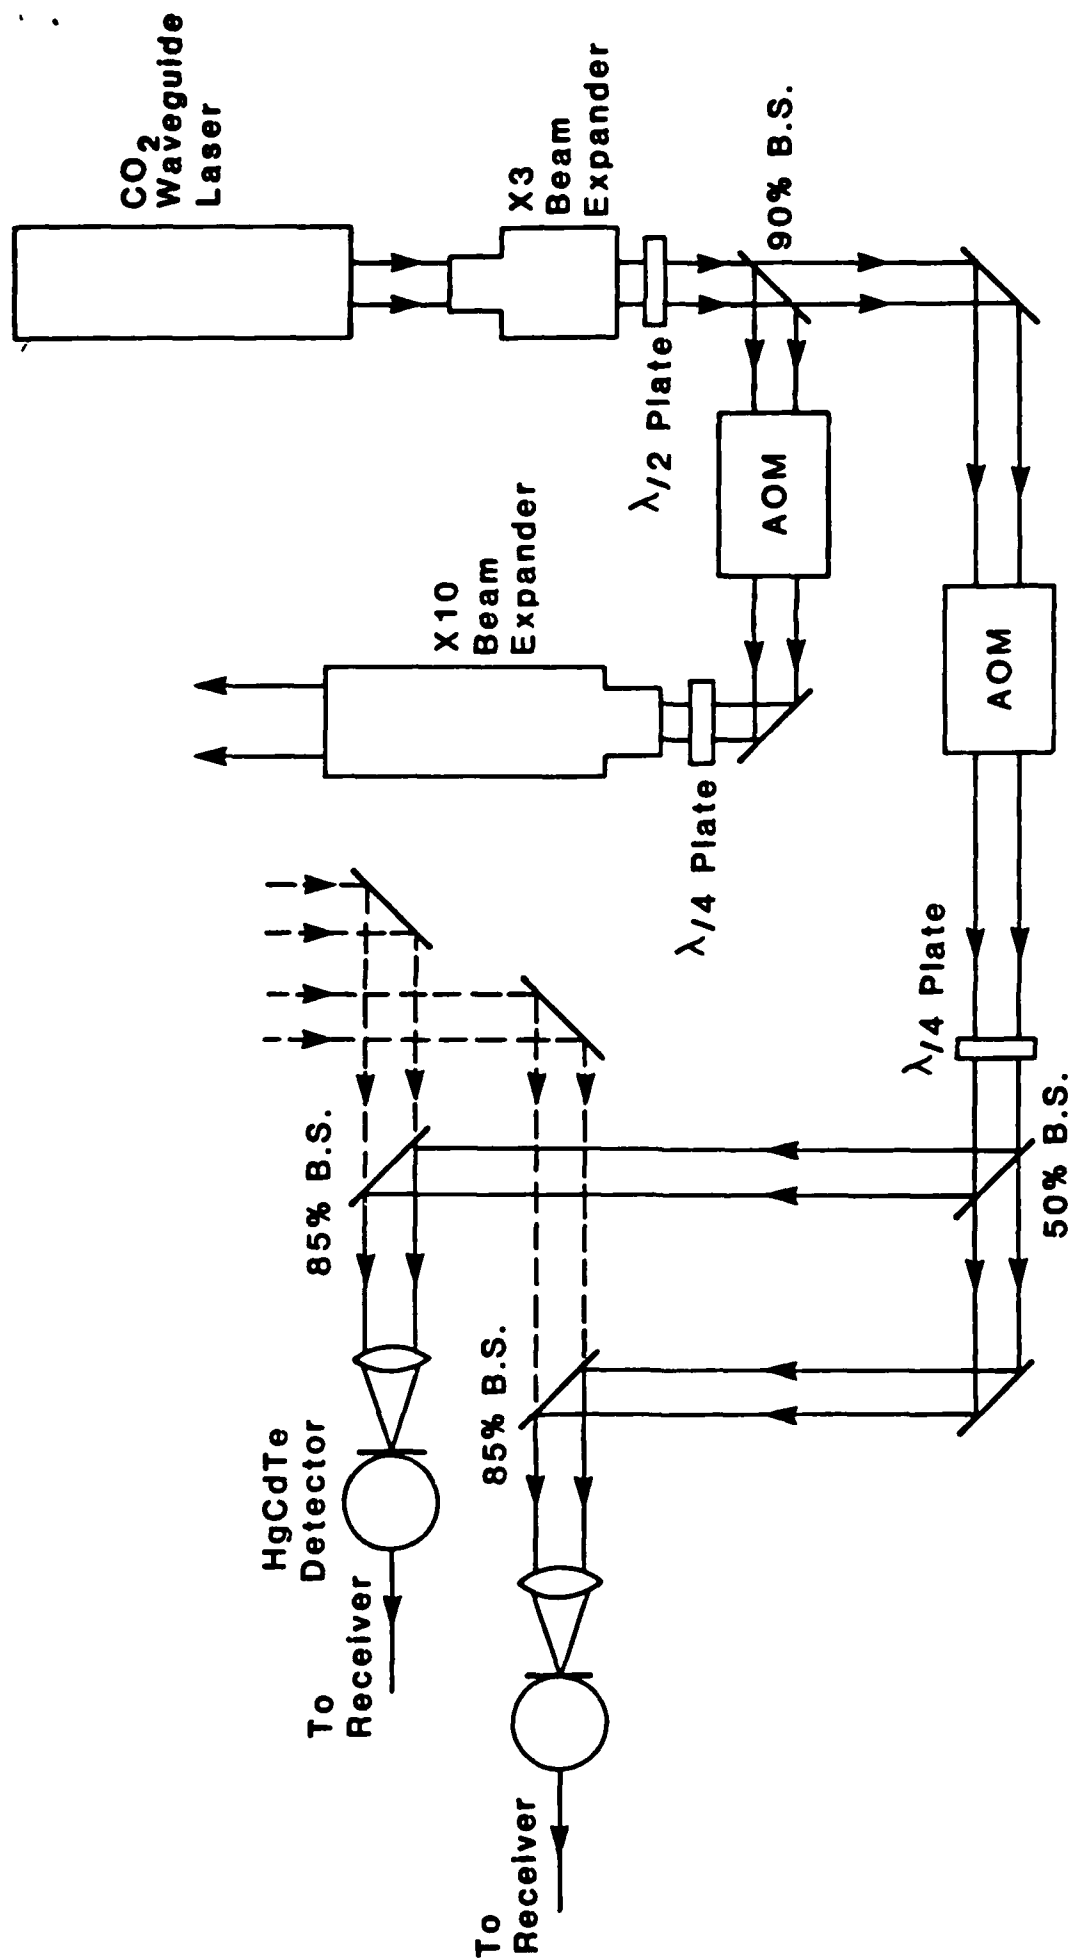 CO2
Waveguide
Laser
X3
Beam
Expander
λ/2 Plate
90% B.S.
AOM
X10
Beam
Expander
λ/4 Plate
AOM
λ/4 Plate
50% B.S.
85% B.S.
85% B.S.
HgCdTe
Detector
To
Receiver
To
Receiver